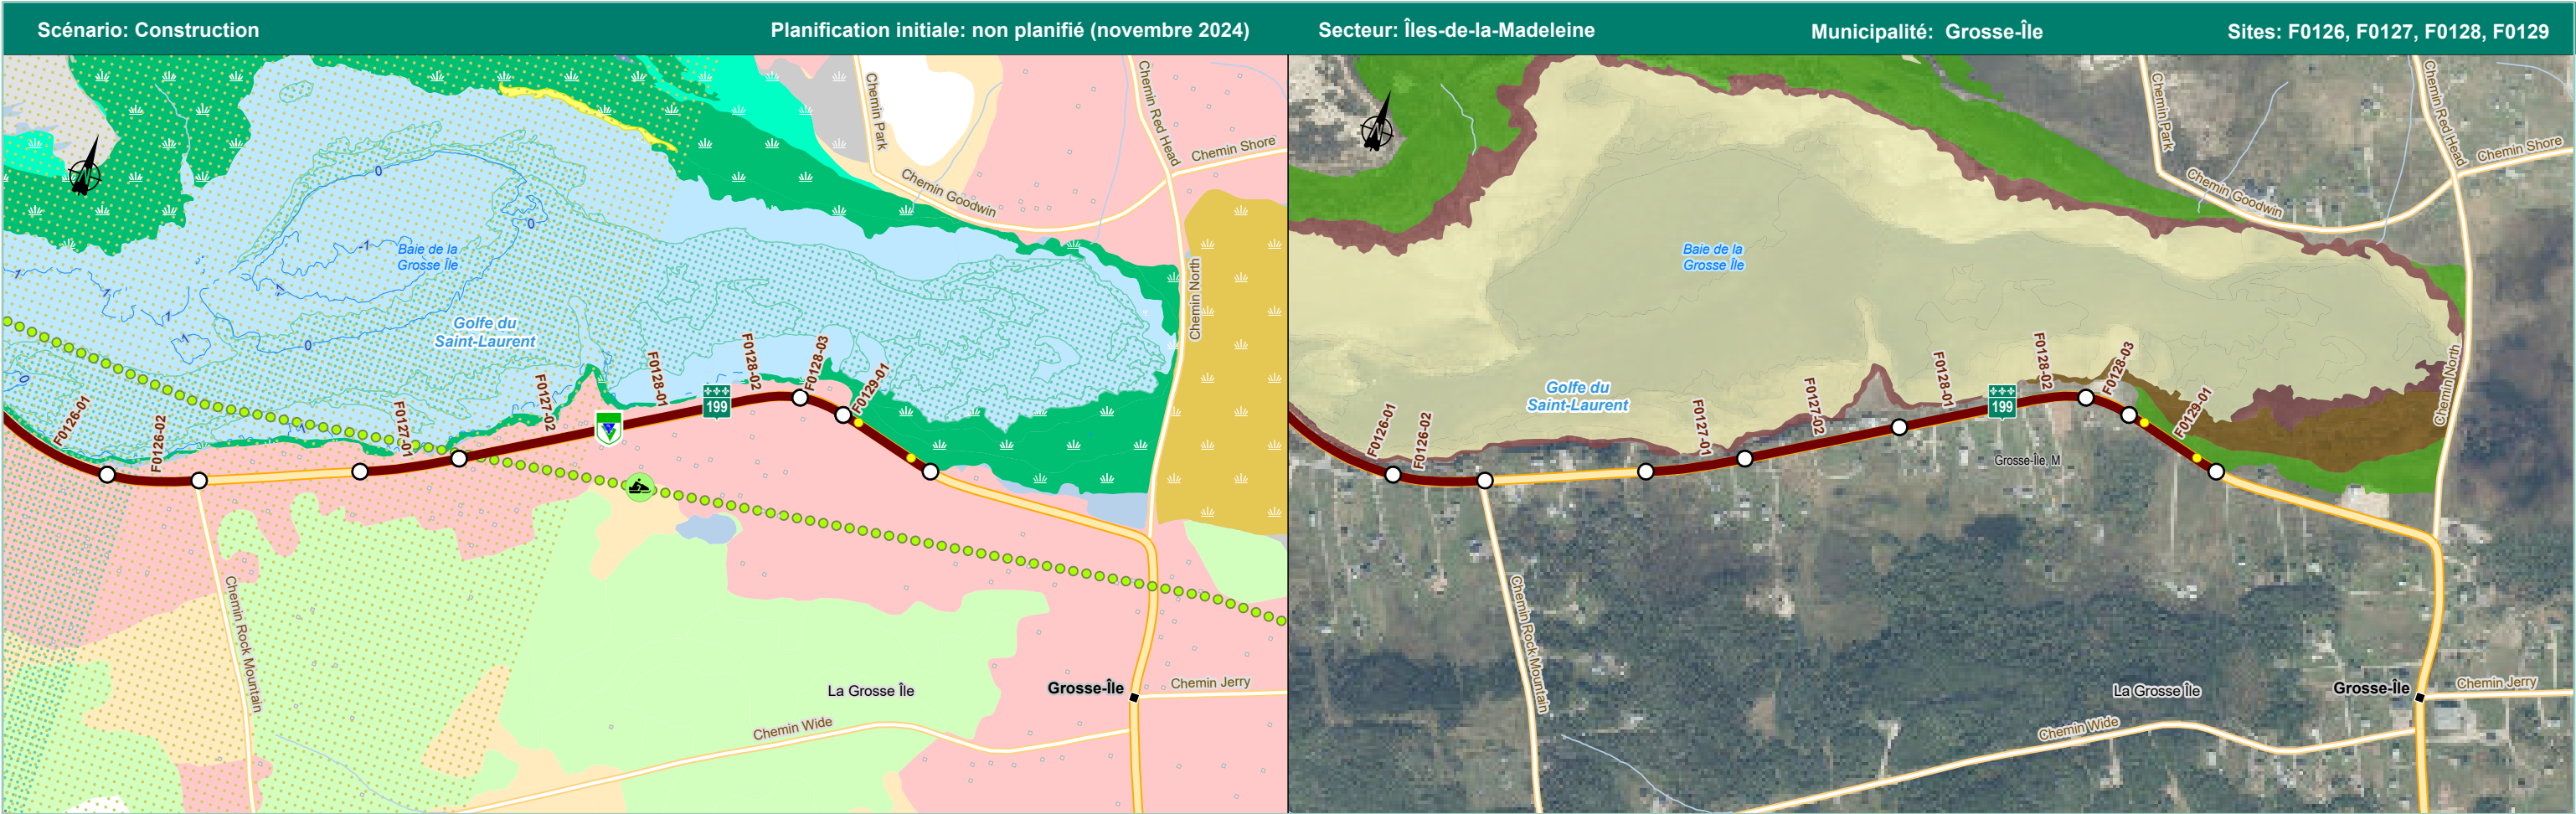 Scénario: Construction
Planification initiale: non planifié (novembre 2024)
Secteur: Îles-de-la-Madeleine
Municipalité: Grosse-Île
Sites: F0126, F0127, F0128, F0129
Chemin Park
Chemin Red Head
Chemin Shore
Chemin Goodwin
0
0
-1
Baie de la
Grosse Île
1
0
Golfe du
Saint-Laurent
Chemin North
0
F0126-01
F0126-02
F0127-01
F0127-02
F0128-01
199
F0128-02
F0128-03
F0129-01
Chemin Rock Mountain
La Grosse Île
Grosse-Île
Chemin Jerry
Chemin Wide
Chemin Park
Chemin Red Head
Chemin Shore
Chemin Goodwin
Baie de la
Grosse Île
Golfe du
Saint-Laurent
Chemin North
F0126-01
F0126-02
F0127-01
F0127-02
F0128-01
199
F0128-02
F0128-03
F0129-01
Grosse-Île, M
Chemin Rock Mountain
La Grosse Île
Grosse-Île
Chemin Jerry
Chemin Wide